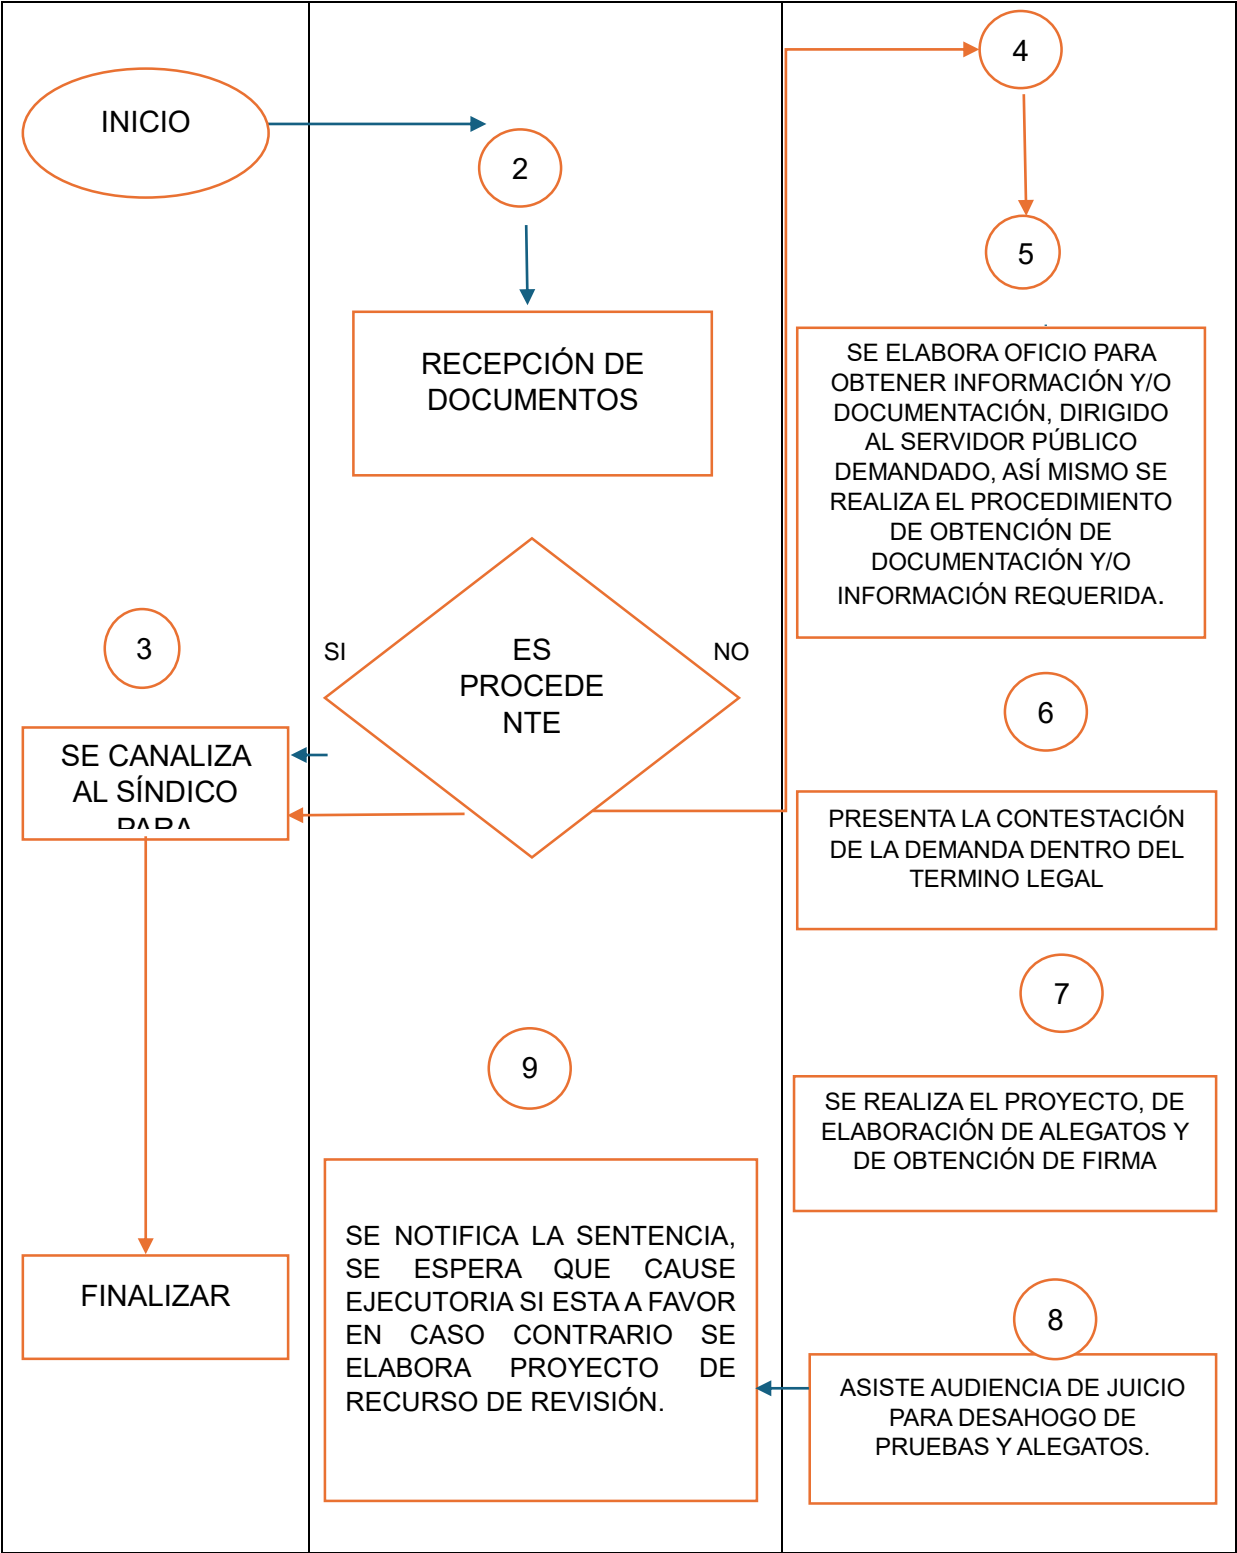 INICIO
2
RECEPCIÓN DE
DOCUMENTOS
ES
PROCEDE
NTE
SI
NO
3
SE CANALIZA
AL SÍNDICO
PARA
FINALIZAR
4
5
SE ELABORA OFICIO PARA
OBTENER INFORMACIÓN Y/O
DOCUMENTACIÓN, DIRIGIDO
AL SERVIDOR PÚBLICO
DEMANDADO, ASÍ MISMO SE
REALIZA EL PROCEDIMIENTO
DE OBTENCIÓN DE
DOCUMENTACIÓN Y/O
INFORMACIÓN REQUERIDA.
6
PRESENTA LA CONTESTACIÓN
DE LA DEMANDA DENTRO DEL
TERMINO LEGAL
7
SE REALIZA EL PROYECTO, DE
ELABORACIÓN DE ALEGATOS Y
DE OBTENCIÓN DE FIRMA
8
ASISTE AUDIENCIA DE JUICIO
PARA DESAHOGO DE
PRUEBAS Y ALEGATOS.
9
SE NOTIFICA LA SENTENCIA,
SE ESPERA QUE CAUSE
EJECUTORIA SI ESTA A FAVOR
EN CASO CONTRARIO SE
ELABORA PROYECTO DE
RECURSO DE REVISIÓN.